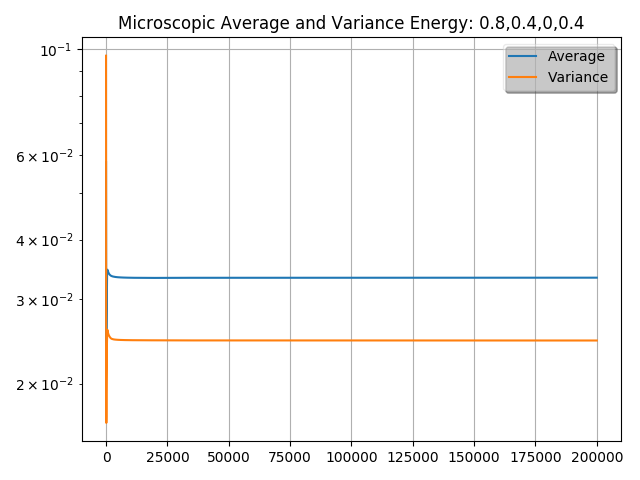 Microscopic Average and Variance Energy: 0.8,0.4,0,0.4
10⁻¹
6 × 10⁻²
4 × 10⁻²
3 × 10⁻²
2 × 10⁻²
Average
Variance
0 25000 50000 75000 100000 125000 150000 175000 200000